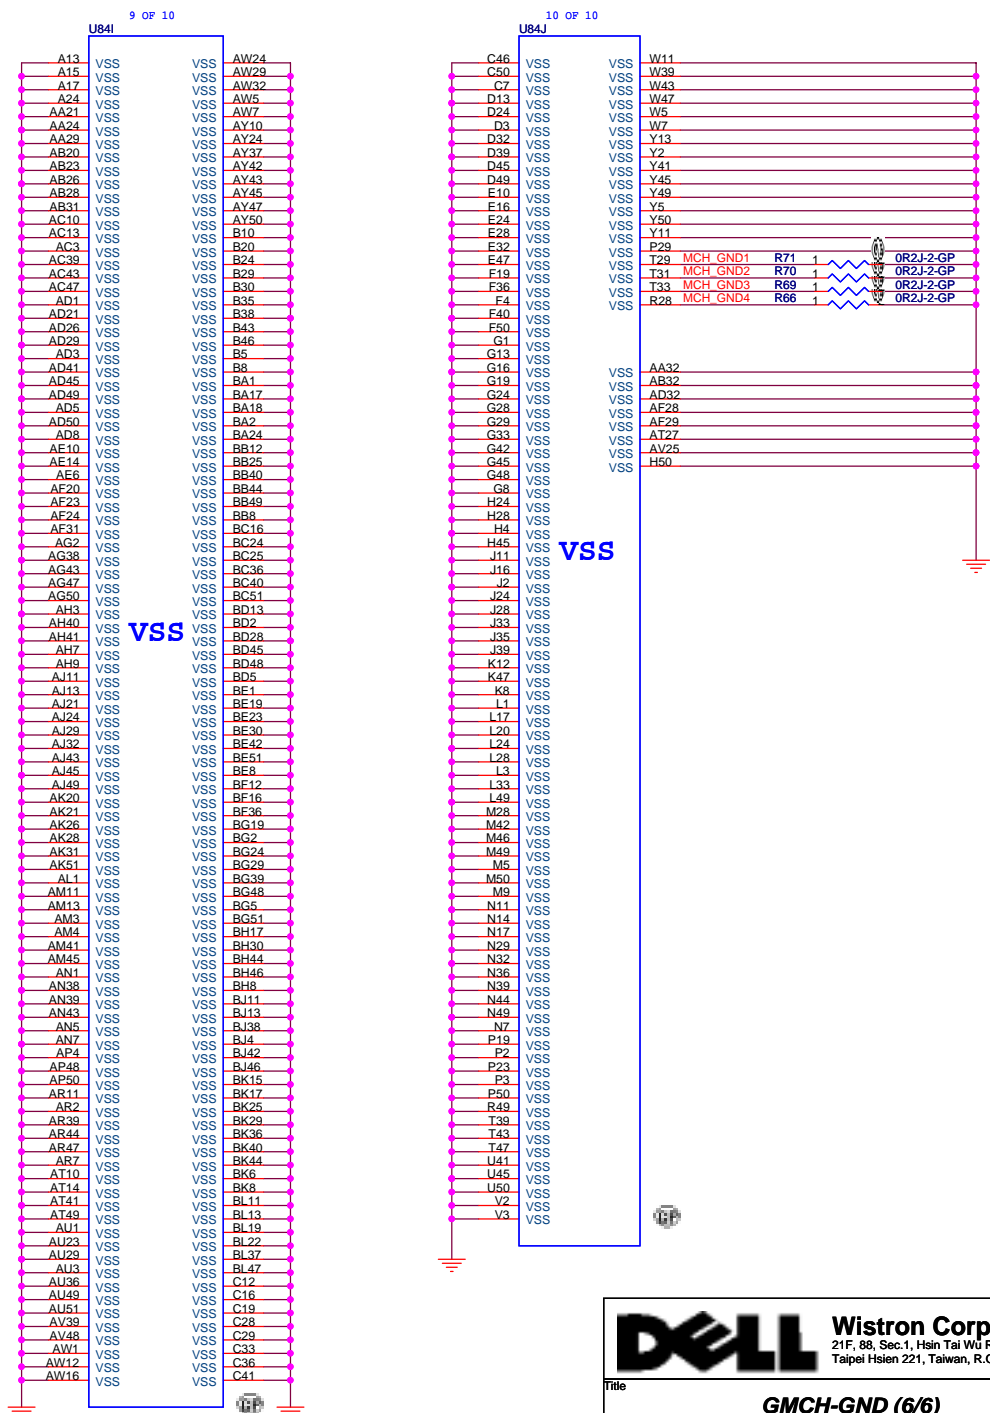 9 OF 10
U84I
A13 VSS VSS AW24
A15 VSS VSS AW29
A17 VSS VSS AW32
A24 VSS VSS AW5
AA21 VSS VSS AW7
AA24 VSS VSS AY10
AA29 VSS VSS AY24
AB20 VSS VSS AY37
AB23 VSS VSS AY42
AB26 VSS VSS AY43
AB28 VSS VSS AY45
AB31 VSS VSS AY47
AC10 VSS VSS AY50
AC13 VSS VSS B10
AC3 VSS VSS B20
AC39 VSS VSS B24
AC43 VSS VSS B29
AC47 VSS VSS B30
AD1 VSS VSS B35
AD21 VSS VSS B38
AD26 VSS VSS B43
AD29 VSS VSS B46
AD3 VSS VSS B5
AD41 VSS VSS B8
AD45 VSS VSS BA1
AD49 VSS VSS BA17
AD5 VSS VSS BA18
AD50 VSS VSS BA2
AD8 VSS VSS BA24
AE10 VSS VSS BB12
AE14 VSS VSS BB25
AE6 VSS VSS BB40
AF20 VSS VSS BB44
AF23 VSS VSS BB49
AF24 VSS VSS BB8
AF31 VSS VSS BC16
AG2 VSS VSS BC24
AG38 VSS VSS BC25
AG43 VSS VSS BC36
AG47 VSS VSS BC40
AG50 VSS VSS BC51
AH3 VSS VSS BD13
AH40 VSS VSS BD2
VSS
AH41 VSS VSS BD28
AH7 VSS VSS BD45
AH9 VSS VSS BD48
AJ11 VSS VSS BD5
AJ13 VSS VSS BE1
AJ21 VSS VSS BE19
AJ24 VSS VSS BE23
AJ29 VSS VSS BE30
AJ32 VSS VSS BE42
AJ43 VSS VSS BE51
AJ45 VSS VSS BE8
AJ49 VSS VSS BF12
AK20 VSS VSS BF16
AK21 VSS VSS BF36
AK26 VSS VSS BG19
AK28 VSS VSS BG2
AK31 VSS VSS BG24
AK51 VSS VSS BG29
AL1 VSS VSS BG39
AM11 VSS VSS BG48
AM13 VSS VSS BG5
AM3 VSS VSS BG51
AM4 VSS VSS BH17
AM41 VSS VSS BH30
AM45 VSS VSS BH44
AN1 VSS VSS BH46
AN38 VSS VSS BH8
AN39 VSS VSS BJ11
AN43 VSS VSS BJ13
AN5 VSS VSS BJ38
AN7 VSS VSS BJ4
AP4 VSS VSS BJ42
AP48 VSS VSS BJ46
AP50 VSS VSS BK15
AR11 VSS VSS BK17
AR2 VSS VSS BK25
AR39 VSS VSS BK29
AR44 VSS VSS BK36
AR47 VSS VSS BK40
AR7 VSS VSS BK44
AT10 VSS VSS BK6
AT14 VSS VSS BK8
AT41 VSS VSS BL11
AT49 VSS VSS BL13
AU1 VSS VSS BL19
AU23 VSS VSS BL22
AU29 VSS VSS BL37
AU3 VSS VSS BL47
AU36 VSS VSS C12
AU49 VSS VSS C16
AU51 VSS VSS C19
AV39 VSS VSS C28
AV48 VSS VSS C29
AW1 VSS VSS C33
AW12 VSS VSS C36
AW16 VSS VSS C41
GP
10 OF 10
U84J
C46 VSS VSS W11
C50 VSS VSS W39
C7 VSS VSS W43
D13 VSS VSS W47
D24 VSS VSS W5
D3 VSS VSS W7
D32 VSS VSS Y13
D39 VSS VSS Y2
D45 VSS VSS Y41
D49 VSS VSS Y45
E10 VSS VSS Y49
E16 VSS VSS Y5
E24 VSS VSS Y50
E28 VSS VSS Y11
E32 VSS VSS P29
E47 VSS VSS T29 MCH_GND1 R71 1 0R2J-2-GP
F19 VSS VSS T31 MCH_GND2 R70 1 0R2J-2-GP
F36 VSS VSS T33 MCH_GND3 R69 1 0R2J-2-GP
F4 VSS VSS R28 MCH_GND4 R66 1 0R2J-2-GP
F40 VSS
F50 VSS
G1 VSS
G13 VSS
G16 VSS VSS AA32
G19 VSS VSS AB32
G24 VSS VSS AD32
G28 VSS VSS AF28
G29 VSS VSS AF29
G33 VSS VSS AT27
G42 VSS VSS AV25
G45 VSS VSS H50
G48 VSS
G8 VSS
H24 VSS
H28 VSS
H4 VSS
H45 VSS
VSS
J11 VSS
J16 VSS
J2 VSS
J24 VSS
J28 VSS
J33 VSS
J35 VSS
J39 VSS
K12 VSS
K47 VSS
K8 VSS
L1 VSS
L17 VSS
L20 VSS
L24 VSS
L28 VSS
L3 VSS
L33 VSS
L49 VSS
M28 VSS
M42 VSS
M46 VSS
M49 VSS
M5 VSS
M50 VSS
M9 VSS
N11 VSS
N14 VSS
N17 VSS
N29 VSS
N32 VSS
N36 VSS
N39 VSS
N44 VSS
N49 VSS
N7 VSS
P19 VSS
P2 VSS
P23 VSS
P3 VSS
P50 VSS
R49 VSS
T39 VSS
T43 VSS
T47 VSS
U41 VSS
U45 VSS
U50 VSS
V2 VSS
V3 VSS
GP
DELL
Wistron Corp
21F, 88, Sec.1, Hsin Tai Wu R
Taipei Hsien 221, Taiwan, R.O
Title
GMCH-GND (6/6)